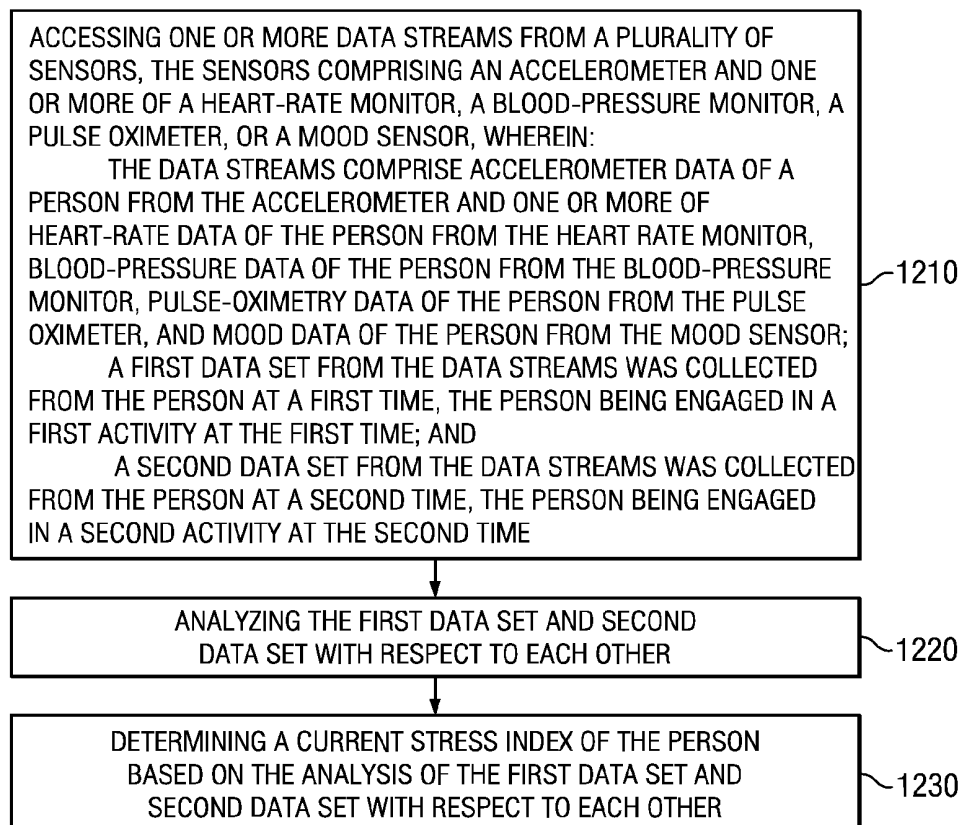 ACCESSING ONE OR MORE DATA STREAMS FROM A PLURALITY OF
SENSORS, THE SENSORS COMPRISING AN ACCELEROMETER AND ONE
OR MORE OF A HEART-RATE MONITOR, A BLOOD-PRESSURE MONITOR, A
PULSE OXIMETER, OR A MOOD SENSOR, WHEREIN:
THE DATA STREAMS COMPRISE ACCELEROMETER DATA OF A
PERSON FROM THE ACCELEROMETER AND ONE OR MORE OF
HEART-RATE DATA OF THE PERSON FROM THE HEART RATE MONITOR,
BLOOD-PRESSURE DATA OF THE PERSON FROM THE BLOOD-PRESSURE
MONITOR, PULSE-OXIMETRY DATA OF THE PERSON FROM THE PULSE
OXIMETER, AND MOOD DATA OF THE PERSON FROM THE MOOD SENSOR;
A FIRST DATA SET FROM THE DATA STREAMS WAS COLLECTED
FROM THE PERSON AT A FIRST TIME, THE PERSON BEING ENGAGED IN A
FIRST ACTIVITY AT THE FIRST TIME; AND
A SECOND DATA SET FROM THE DATA STREAMS WAS COLLECTED
FROM THE PERSON AT A SECOND TIME, THE PERSON BEING ENGAGED
IN A SECOND ACTIVITY AT THE SECOND TIME
1210
ANALYZING THE FIRST DATA SET AND SECOND
DATA SET WITH RESPECT TO EACH OTHER
1220
DETERMINING A CURRENT STRESS INDEX OF THE PERSON
BASED ON THE ANALYSIS OF THE FIRST DATA SET AND
SECOND DATA SET WITH RESPECT TO EACH OTHER
1230